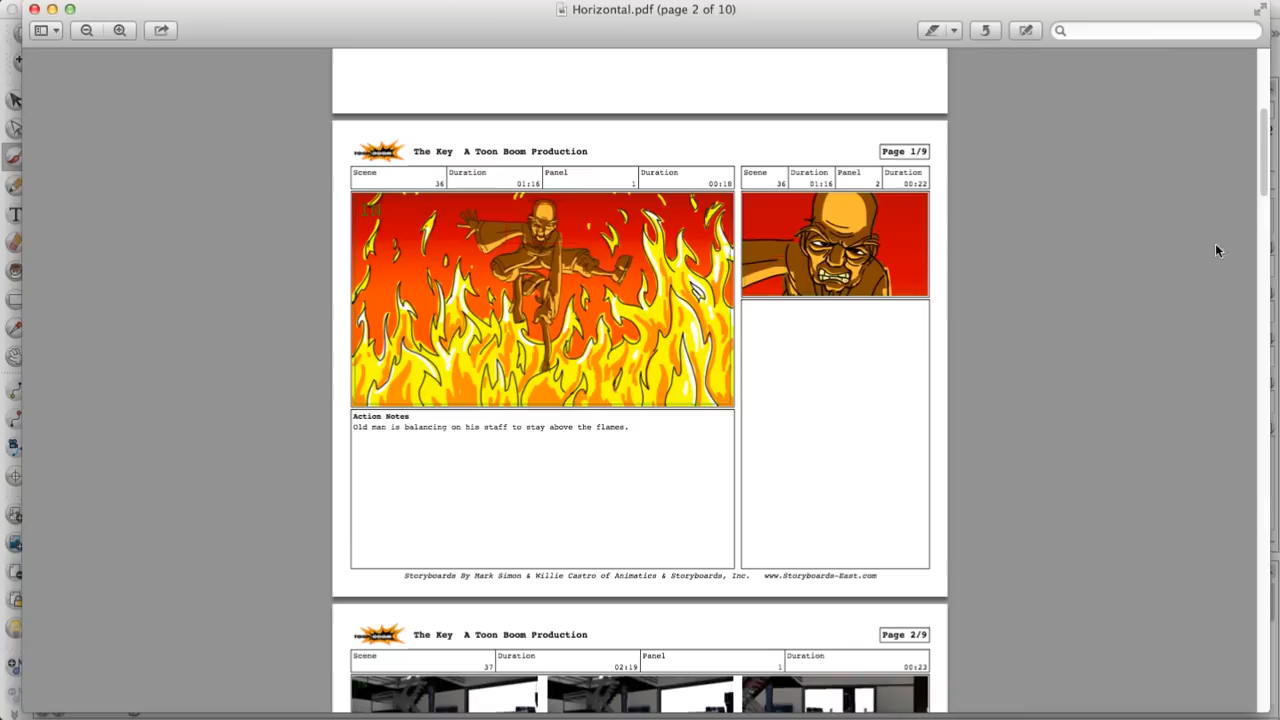 Horizontal.pdf (page 2 of 10)
The Key A Toon Boom Production
Page 1/9
Scene
36
Duration
01:16
Panel
1
Duration
00:18
Scene
36
Duration
01:16
Panel
2
Duration
00:22
IN
Action Notes
Old man is balancing on his staff to stay above the flames.
Storyboards By Mark Simon & Willie Castro of Animatics & Storyboards, Inc. www.Storyboards-East.com
The Key A Toon Boom Production
Page 2/9
Scene
37
Duration
02:19
Panel
1
Duration
00:23